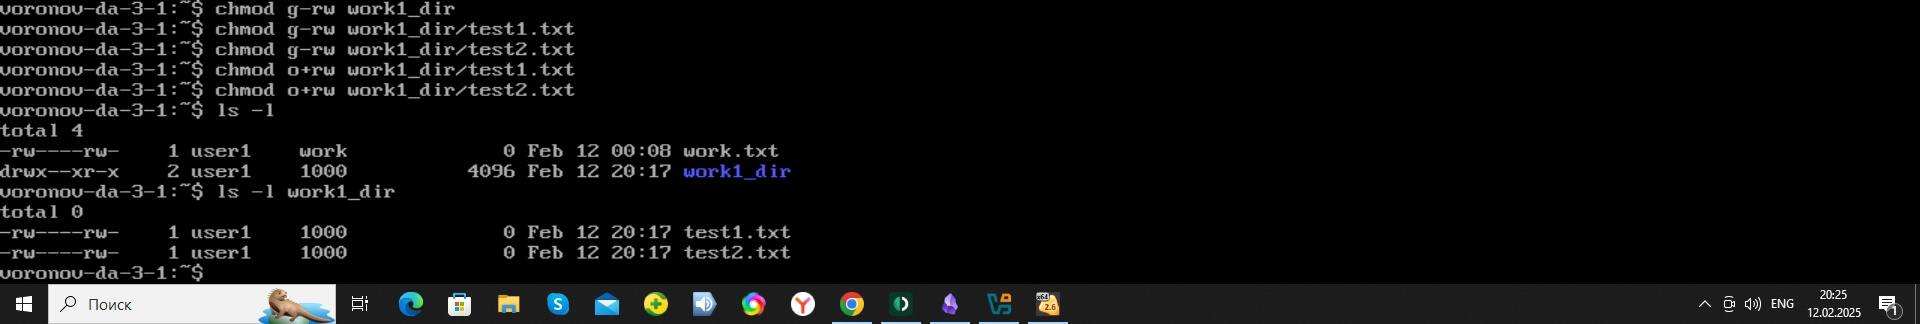 voronov-da-3-1:~$ chmod g-rw work1_dir
voronov-da-3-1:~$ chmod g-rw work1_dir/test1.txt
voronov-da-3-1:~$ chmod g-rw work1_dir/test2.txt
voronov-da-3-1:~$ chmod o+rw work1_dir/test1.txt
voronov-da-3-1:~$ chmod o+rw work1_dir/test2.txt
voronov-da-3-1:~$ ls -l
total 4
-rw----rw-    1 user1    work             0 Feb 12 00:08 work.txt
drwx--xr-x    2 user1    1000          4096 Feb 12 20:17 work1_dir
voronov-da-3-1:~$ ls -l work1_dir
total 0
-rw----rw-    1 user1    1000             0 Feb 12 20:17 test1.txt
-rw----rw-    1 user1    1000             0 Feb 12 20:17 test2.txt
voronov-da-3-1:~$
Поиск
S
Y
x64
2.6
ENG
20:25
12.02.2025
1